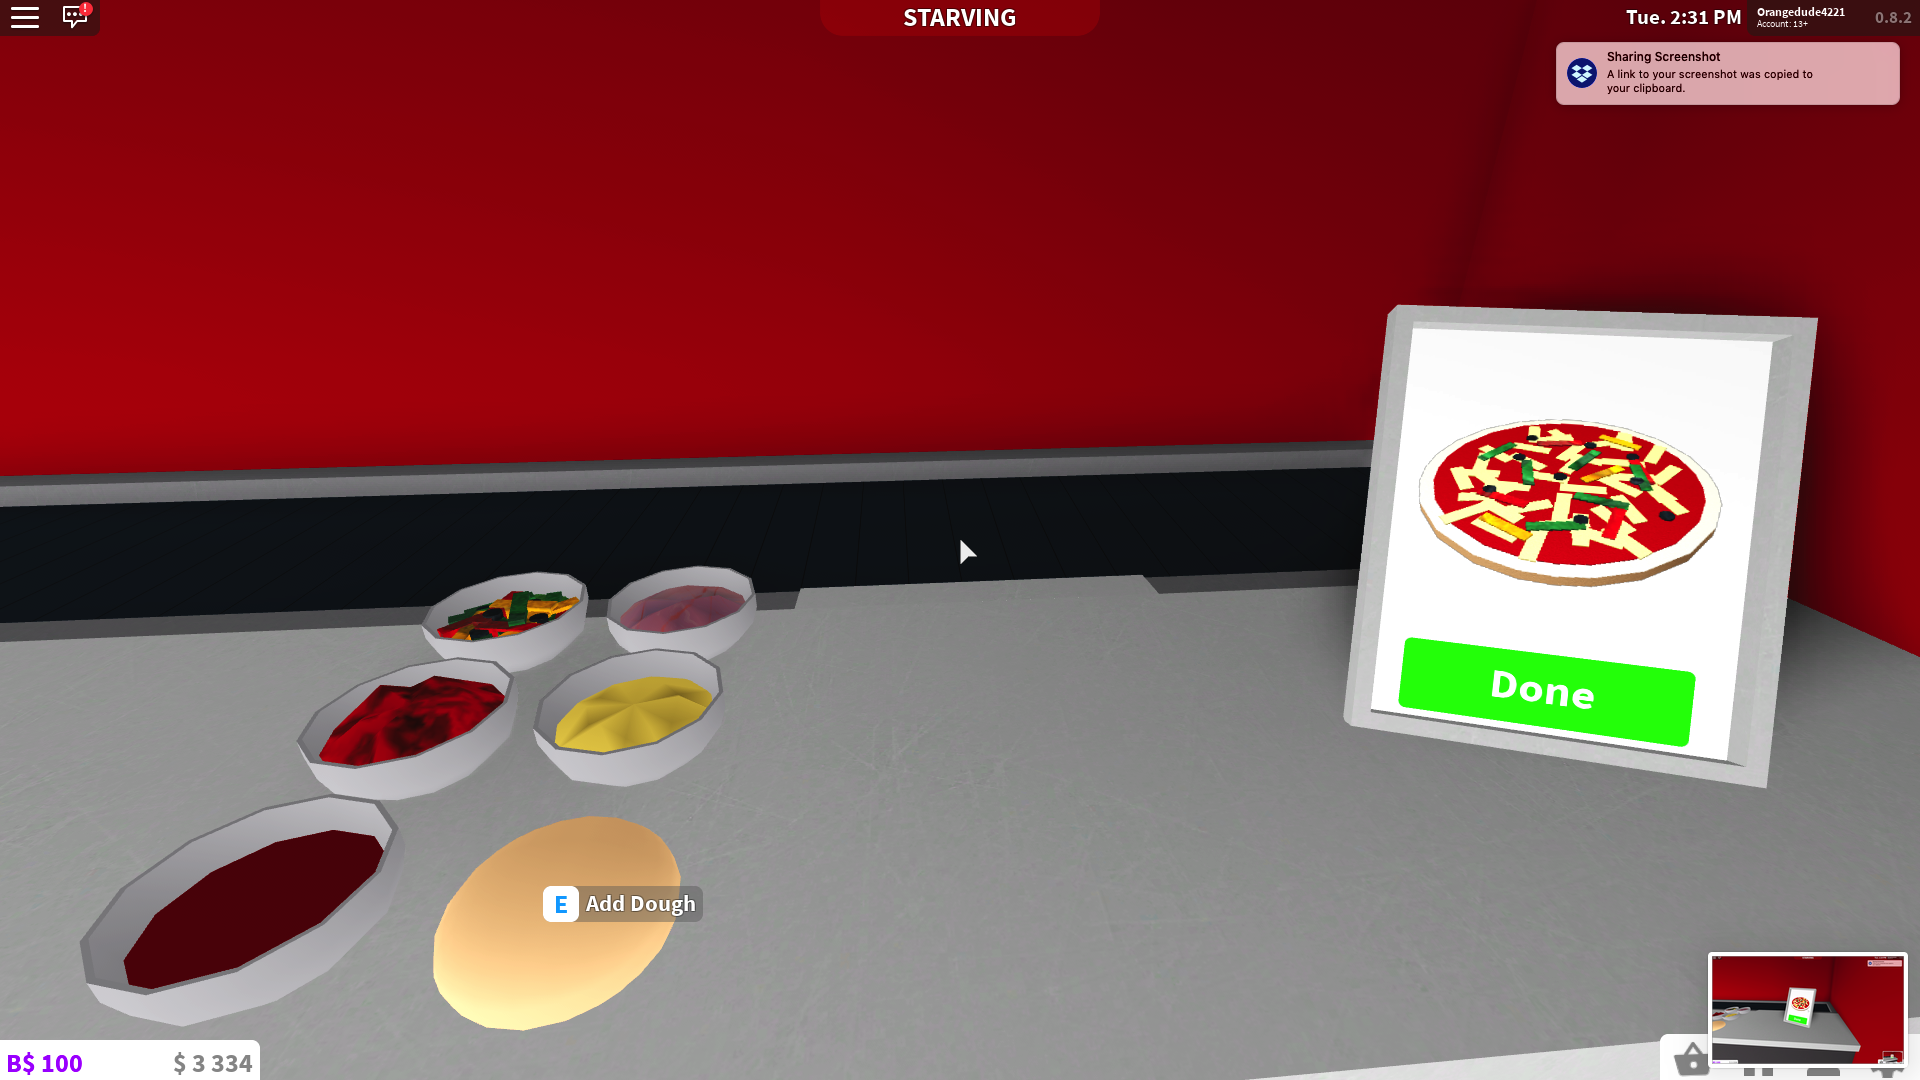 STARVING
Tue. 2:31 PM
Orangedude4221
Account: 13+
0.8.2
Sharing Screenshot
A link to your screenshot was copied to
your clipboard.
Done
E Add Dough
B$ 100
$ 3 334